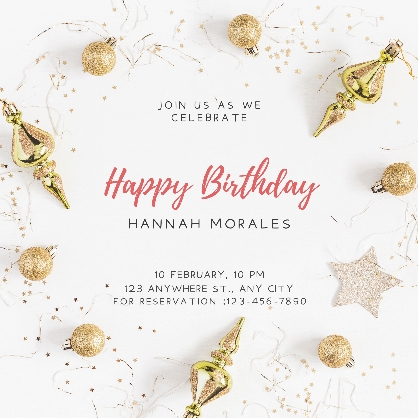 JOIN US AS WE
CELEBRATE
Happy Birthday
HANNAH MORALES
10 FEBRUARY, 10 PM
123 ANYWHERE ST., ANY CITY
FOR RESERVATION :123-456-7890